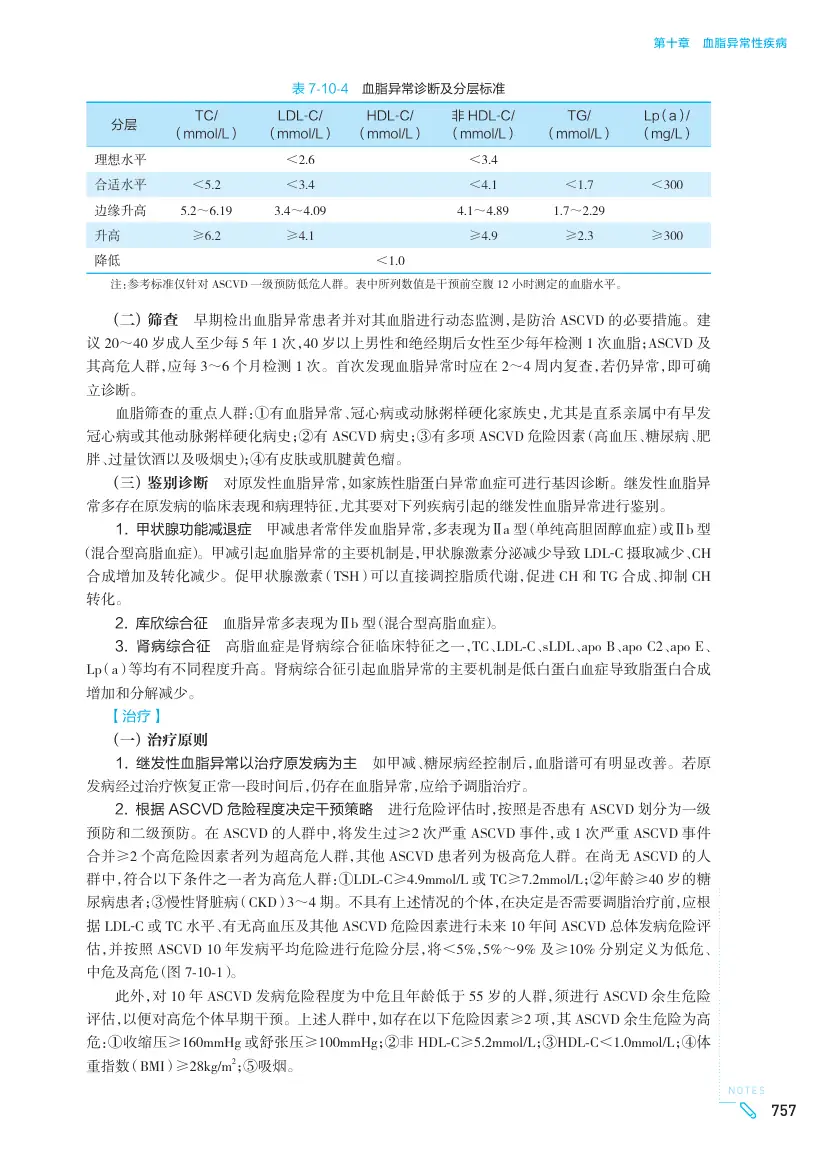 第十章 血脂异常性疾病
表 7-10-4 血脂异常诊断及分层标准
分层 TC/(mmol/L) LDL-C/(mmol/L) HDL-C/(mmol/L) 非 HDL-C/(mmol/L) TG/(mmol/L) Lp(a)/(mg/L)
理想水平 <2.6 <3.4
合适水平 <5.2 <3.4 <4.1 <1.7 <300
边缘升高 5.2~6.19 3.4~4.09 4.1~4.89 1.7~2.29
升高 ≥6.2 ≥4.1 ≥4.9 ≥2.3 ≥300
降低 <1.0
注:参考标准仅针对 ASCVD 一级预防低危人群。表中所列数值是干预前空腹 12 小时测定的血脂水平。
(二)筛查 早期检出血脂异常患者并对其血脂进行动态监测,是防治 ASCVD 的必要措施。建
议 20~40 岁成人至少每 5 年 1 次,40 岁以上男性和绝经期后女性至少每年检测 1 次血脂;ASCVD 及
其高危人群,应每 3~6 个月检测 1 次。首次发现血脂异常时应在 2~4 周内复查,若仍异常,即可确
立诊断。
血脂筛查的重点人群:①有血脂异常、冠心病或动脉粥样硬化家族史,尤其是直系亲属中有早发
冠心病或其他动脉粥样硬化病史;②有 ASCVD 病史;③有多项 ASCVD 危险因素(高血压、糖尿病、肥
胖、过量饮酒以及吸烟史);④有皮肤或肌腱黄色瘤。
(三)鉴别诊断 对原发性血脂异常,如家族性脂蛋白异常血症可进行基因诊断。继发性血脂异
常多存在原发病的临床表现和病理特征,尤其要对下列疾病引起的继发性血脂异常进行鉴别。
1. 甲状腺功能减退症 甲减患者常伴发血脂异常,多表现为Ⅱa 型(单纯高胆固醇血症)或Ⅱb 型
(混合型高脂血症)。甲减引起血脂异常的主要机制是,甲状腺激素分泌减少导致 LDL-C 摄取减少、CH
合成增加及转化减少。促甲状腺激素(TSH)可以直接调控脂质代谢,促进 CH 和 TG 合成、抑制 CH
转化。
2. 库欣综合征 血脂异常多表现为Ⅱb 型(混合型高脂血症)。
3. 肾病综合征 高脂血症是肾病综合征临床特征之一,TC、LDL-C、sLDL、apo B、apo C2、apo E、
Lp(a)等均有不同程度升高。肾病综合征引起血脂异常的主要机制是低白蛋白血症导致脂蛋白合成
增加和分解减少。
【治疗】
(一)治疗原则
1. 继发性血脂异常以治疗原发病为主 如甲减、糖尿病经控制后,血脂谱可有明显改善。若原
发病经过治疗恢复正常一段时间后,仍存在血脂异常,应给予调脂治疗。
2. 根据 ASCVD 危险程度决定干预策略 进行危险评估时,按照是否患有 ASCVD 划分为一级
预防和二级预防。在 ASCVD 的人群中,将发生过≥2 次严重 ASCVD 事件,或 1 次严重 ASCVD 事件
合并≥2 个高危险因素者列为超高危人群,其他 ASCVD 患者列为极高危人群。在尚无 ASCVD 的人
群中,符合以下条件之一者为高危人群:①LDL-C≥4.9mmol/L 或 TC≥7.2mmol/L;②年龄≥40 岁的糖
尿病患者;③慢性肾脏病(CKD)3~4 期。不具有上述情况的个体,在决定是否需要调脂治疗前,应根
据 LDL-C 或 TC 水平、有无高血压及其他 ASCVD 危险因素进行未来 10 年间 ASCVD 总体发病危险评
估,并按照 ASCVD 10 年发病平均危险进行危险分层,将<5%,5%~9% 及≥10% 分别定义为低危、
中危及高危(图 7-10-1)。
此外,对 10 年 ASCVD 发病危险程度为中危且年龄低于 55 岁的人群,须进行 ASCVD 余生危险
评估,以便对高危个体早期干预。上述人群中,如存在以下危险因素≥2 项,其 ASCVD 余生危险为高
危:①收缩压≥160mmHg 或舒张压≥100mmHg;②非 HDL-C≥5.2mmol/L;③HDL-C<1.0mmol/L;④体
重指数(BMI)≥28kg/m²;⑤吸烟。
NOTES
757